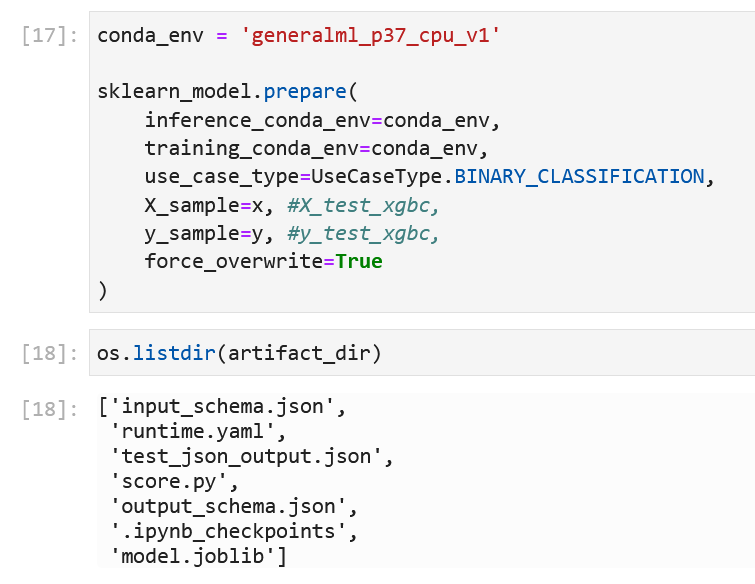 [17]: conda_env = 'generalml_p37_cpu_v1'
sklearn_model.prepare(
inference_conda_env=conda_env,
training_conda_env=conda_env,
use_case_type=UseCaseType.BINARY_CLASSIFICATION,
X_sample=x, #X_test_xgbc,
y_sample=y, #y_test_xgbc,
force_overwrite=True
)
[18]: os.listdir(artifact_dir)
[18]: ['input_schema.json',
'runtime.yaml',
'test_json_output.json',
'score.py',
'output_schema.json',
'.ipynb_checkpoints',
'model.joblib']